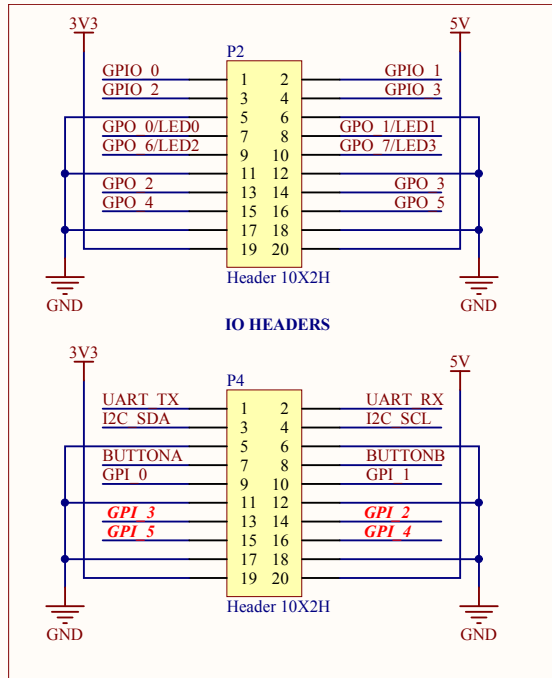 3V3 5V
P2
GPIO_0 1 2 GPIO_1
GPIO_2 3 4 GPIO_3
5 6
GPO_0/LED0 7 8 GPO_1/LED1
GPO_6/LED2 9 10 GPO_7/LED3
11 12
GPO_2 13 14 GPO_3
GPO_4 15 16 GPO_5
17 18
19 20
Header 10X2H
GND GND
IO HEADERS
3V3 5V
P4
UART_TX 1 2 UART_RX
I2C_SDA 3 4 I2C_SCL
5 6
BUTTONA 7 8 BUTTONB
GPI_0 9 10 GPI_1
11 12
GPI_3 13 14 GPI_2
GPI_5 15 16 GPI_4
17 18
19 20
Header 10X2H
GND GND